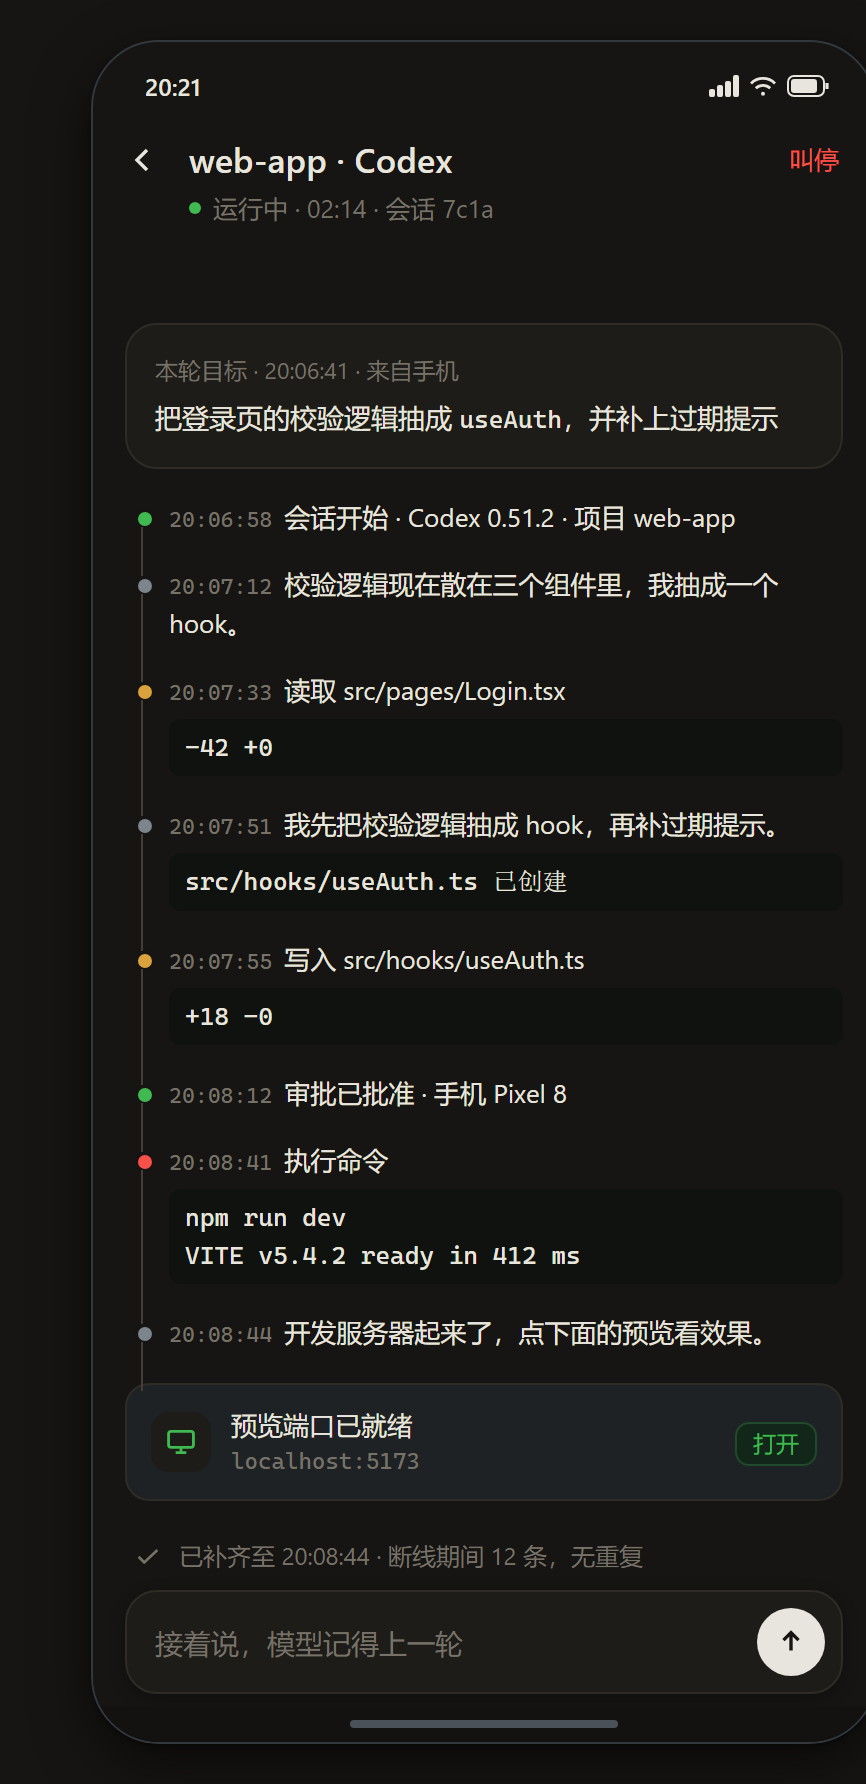 20:21
web-app · Codex
叫停
运行中 · 02:14 · 会话 7c1a
本轮目标 · 20:06:41 · 来自手机
把登录页的校验逻辑抽成 useAuth，并补上过期提示
20:06:58 会话开始 · Codex 0.51.2 · 项目 web-app
20:07:12 校验逻辑现在散在三个组件里，我抽成一个
hook。
20:07:33 读取 src/pages/Login.tsx
−42 +0
20:07:51 我先把校验逻辑抽成 hook，再补过期提示。
src/hooks/useAuth.ts 已创建
20:07:55 写入 src/hooks/useAuth.ts
+18 −0
20:08:12 审批已批准 · 手机 Pixel 8
20:08:41 执行命令
npm run dev
VITE v5.4.2 ready in 412 ms
20:08:44 开发服务器起来了，点下面的预览看效果。
预览端口已就绪
localhost:5173
打开
已补齐至 20:08:44 · 断线期间 12 条，无重复
接着说，模型记得上一轮